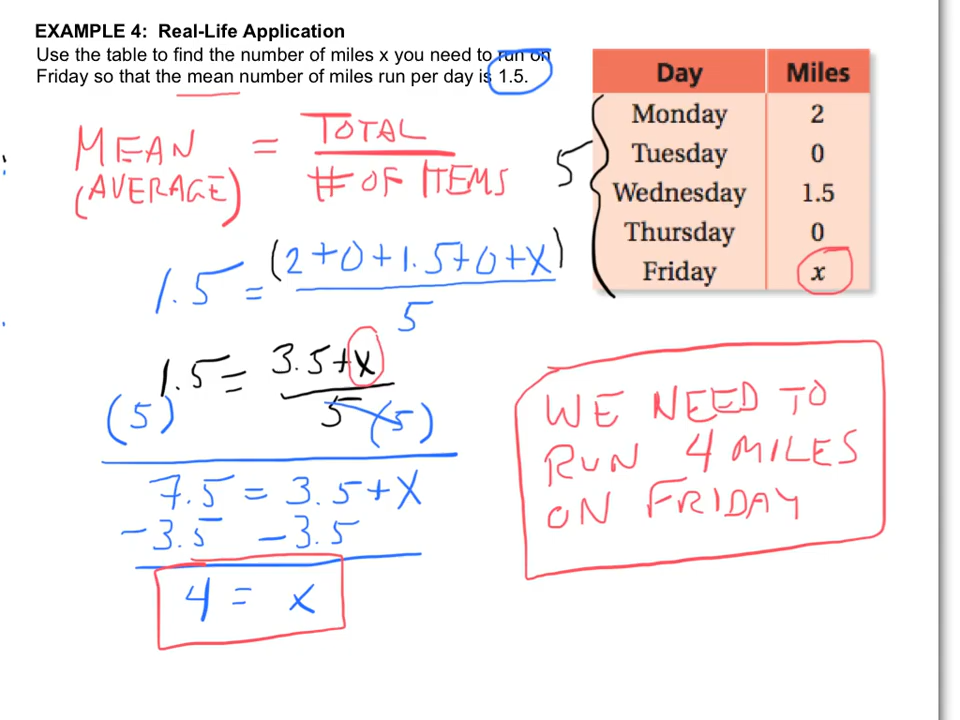 EXAMPLE 4: Real-Life Application
Use the table to find the number of miles x you need to run on
Friday so that the mean number of miles run per day is 1.5.
Day Miles
Monday 2
Tuesday 0
Wednesday 1.5
Thursday 0
Friday x
5
MEAN = TOTAL
(AVERAGE) # OF ITEMS
1.5 = (2+0+1.5+0+x)
5
1.5 = 3.5+x
(5) 5 (5)
7.5 = 3.5+x
-3.5 -3.5
4 = x
WE NEED TO
RUN 4 MILES
ON FRIDAY